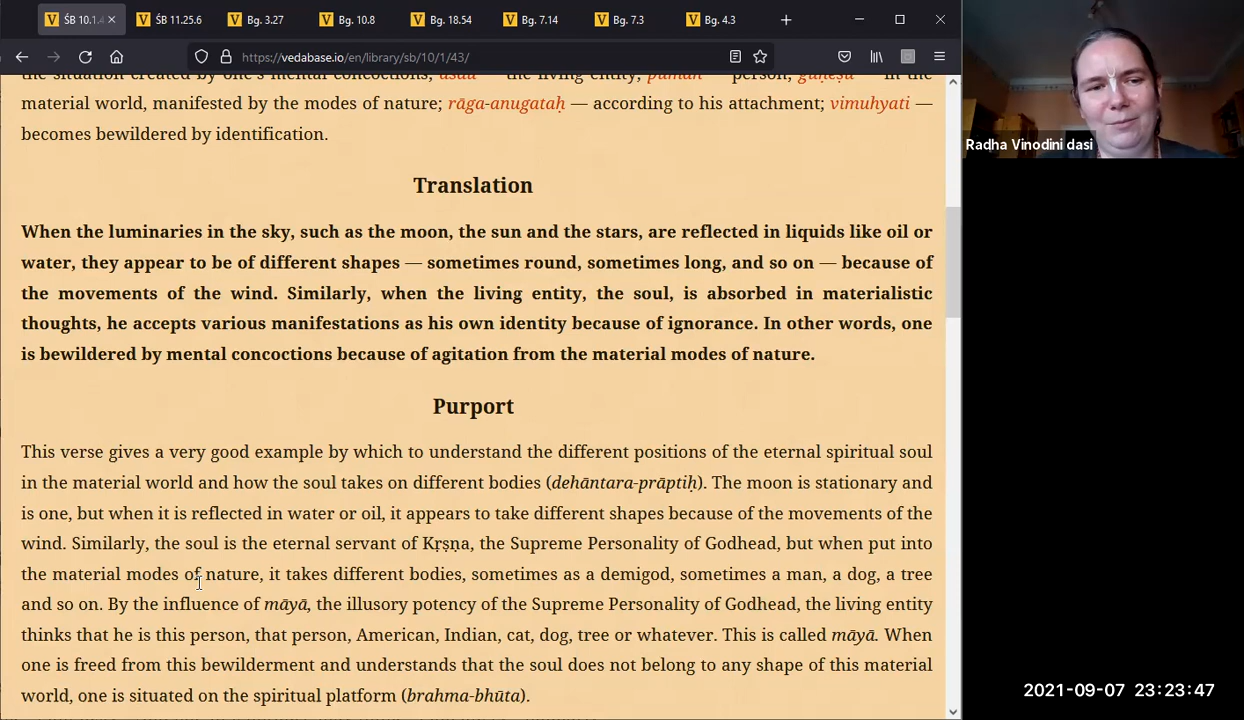 ŚB 10.1.4
ŚB 11.25.6
Bg. 3.27
Bg. 10.8
Bg. 18.54
Bg. 7.14
Bg. 7.3
Bg. 4.3
https://vedabase.io/en/library/sb/10/1/43/
the situation created by one's mental concoctions; asau — the living entity; pumān — person; guṇeṣu — in the
material world, manifested by the modes of nature; rāga-anugataḥ — according to his attachment; vimuhyati —
becomes bewildered by identification.
Translation
When the luminaries in the sky, such as the moon, the sun and the stars, are reflected in liquids like oil or
water, they appear to be of different shapes — sometimes round, sometimes long, and so on — because of
the movements of the wind. Similarly, when the living entity, the soul, is absorbed in materialistic
thoughts, he accepts various manifestations as his own identity because of ignorance. In other words, one
is bewildered by mental concoctions because of agitation from the material modes of nature.
Purport
This verse gives a very good example by which to understand the different positions of the eternal spiritual soul
in the material world and how the soul takes on different bodies (dehāntara-prāptiḥ). The moon is stationary and
is one, but when it is reflected in water or oil, it appears to take different shapes because of the movements of the
wind. Similarly, the soul is the eternal servant of Kṛṣṇa, the Supreme Personality of Godhead, but when put into
the material modes of nature, it takes different bodies, sometimes as a demigod, sometimes a man, a dog, a tree
and so on. By the influence of māyā, the illusory potency of the Supreme Personality of Godhead, the living entity
thinks that he is this person, that person, American, Indian, cat, dog, tree or whatever. This is called māyā. When
one is freed from this bewilderment and understands that the soul does not belong to any shape of this material
world, one is situated on the spiritual platform (brahma-bhūta).
Radha Vinodini dasi
2021-09-07 23:23:47